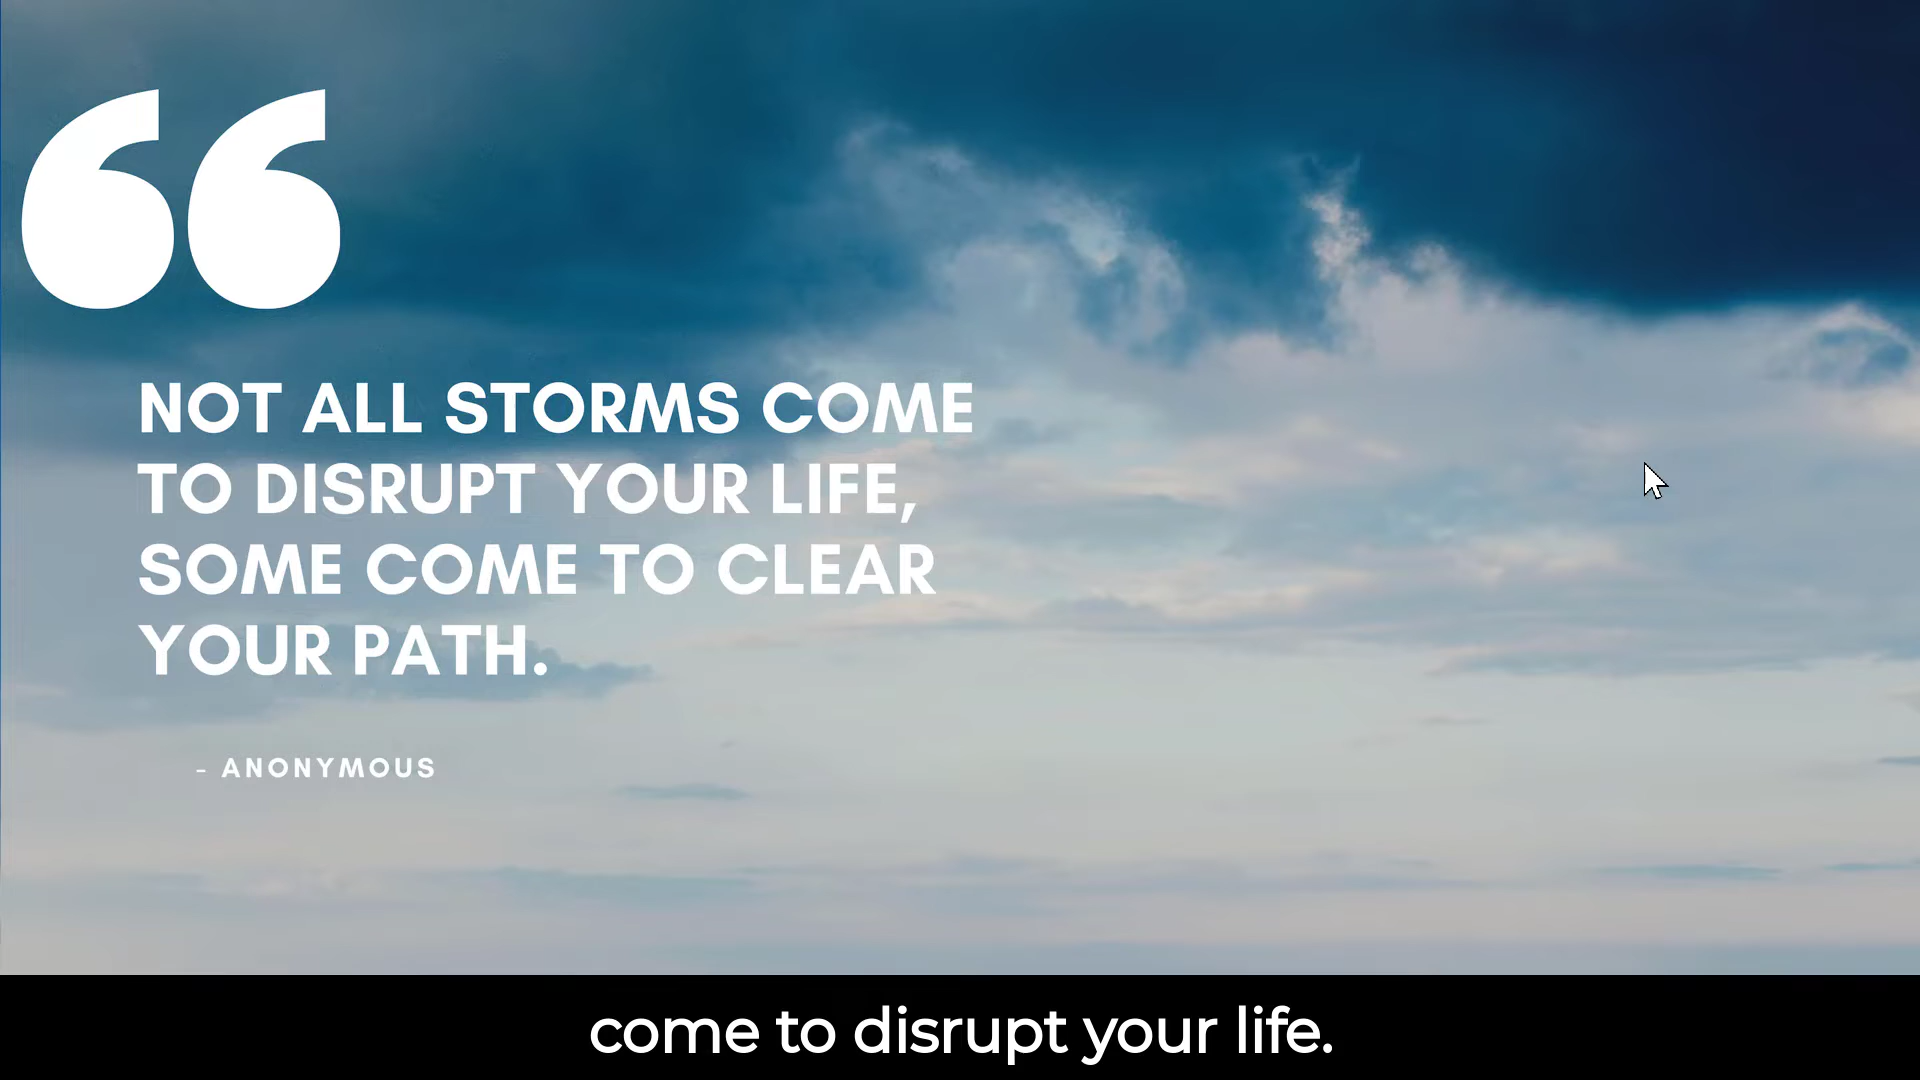 “
NOT ALL STORMS COME
TO DISRUPT YOUR LIFE,
SOME COME TO CLEAR
YOUR PATH.
- ANONYMOUS
come to disrupt your life.